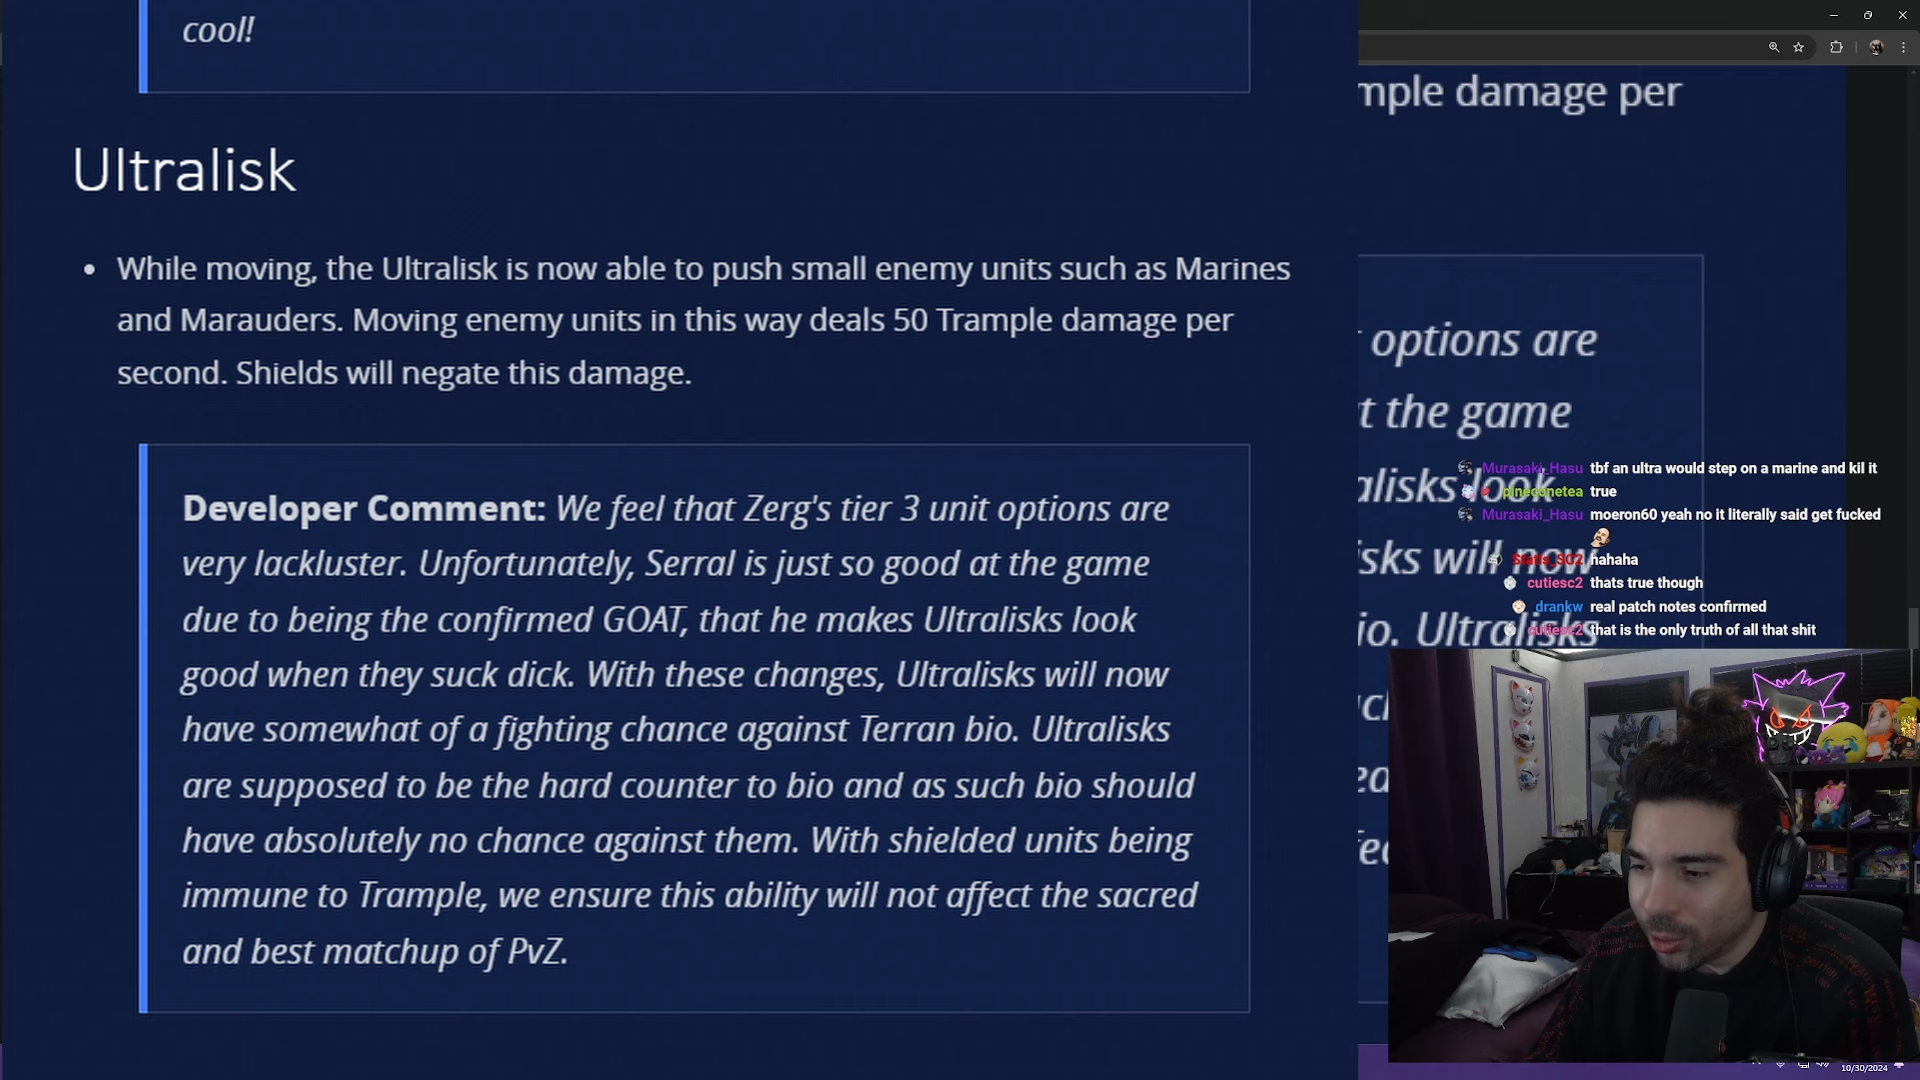 cool!
Ultralisk
• While moving, the Ultralisk is now able to push small enemy units such as Marines
and Marauders. Moving enemy units in this way deals 50 Trample damage per
second. Shields will negate this damage.
Developer Comment: We feel that Zerg's tier 3 unit options are
very lackluster. Unfortunately, Serral is just so good at the game
due to being the confirmed GOAT, that he makes Ultralisks look
good when they suck dick. With these changes, Ultralisks will now
have somewhat of a fighting chance against Terran bio. Ultralisks
are supposed to be the hard counter to bio and as such bio should
have absolutely no chance against them. With shielded units being
immune to Trample, we ensure this ability will not affect the sacred
and best matchup of PvZ.
mple damage per
options are
t the game
alisks look
sks will now
io. Ultralisks
Murasaki_Hasu tbf an ultra would step on a marine and kil it
pineconetea true
Murasaki_Hasu moeron60 yeah no it literally said get fucked
hahaha
cutiesc2 thats true though
drankw real patch notes confirmed
cutiesc2 that is the only truth of all that shit
10/30/2024